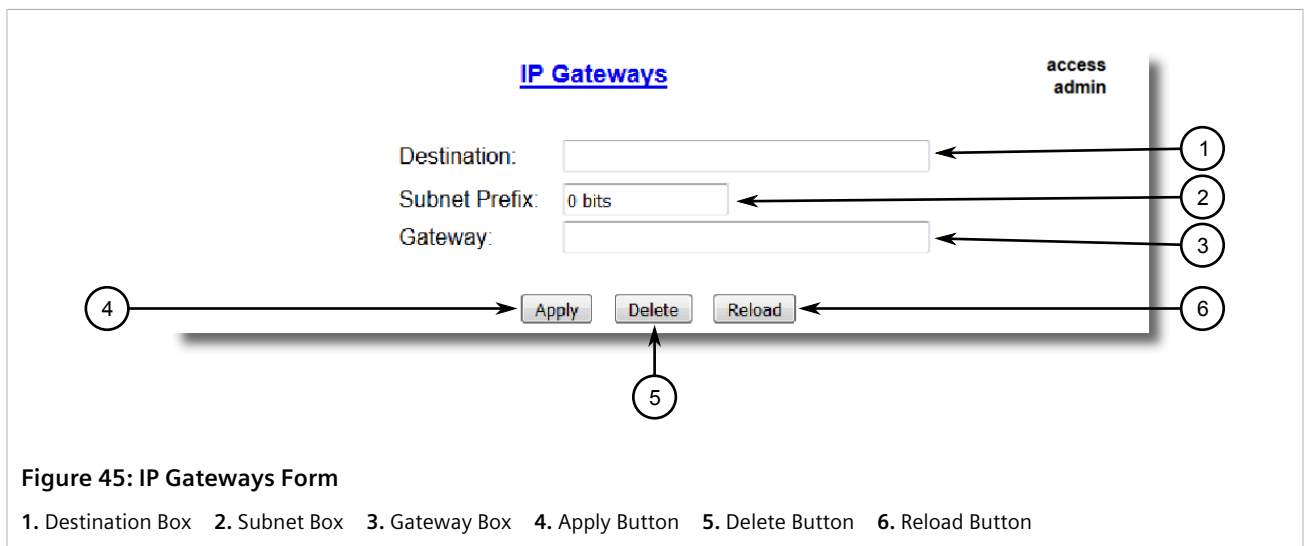 IP Gateways
access
admin
Destination:
1
Subnet Prefix: 0 bits
2
Gateway:
3
4
Apply Delete Reload
6
5
Figure 45: IP Gateways Form
1. Destination Box 2. Subnet Box 3. Gateway Box 4. Apply Button 5. Delete Button 6. Reload Button